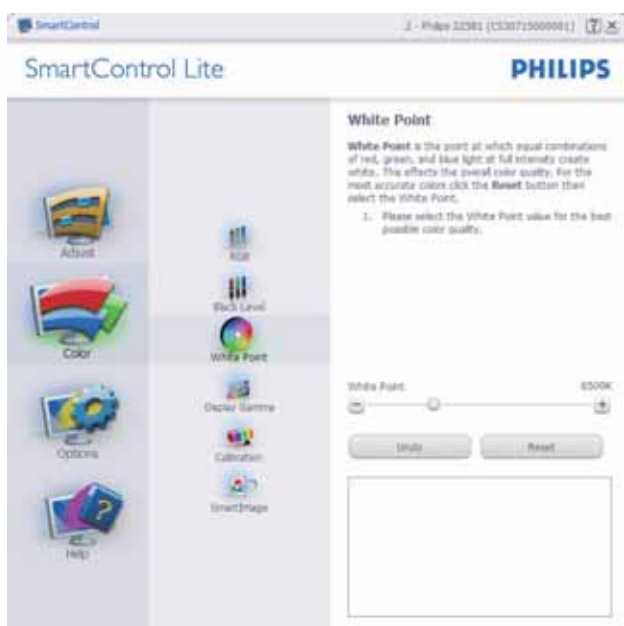 SmartControl
2 - Philips 225B1
SmartControl Lite
PHILIPS
Adjust
Color
Options
Help
RGB
Black Level
White Point
Display Gamma
Calibration
SmartImage
White Point
White Point is the point at which equal combinations
of red, green, and blue light at full intensity create
white. This effects the overall color quality. For the
most accurate colors click the Reset button then
select the White Point.
1. Please select the White Point value for the best
possible color quality.
White Point
6500K
Undo
Reset